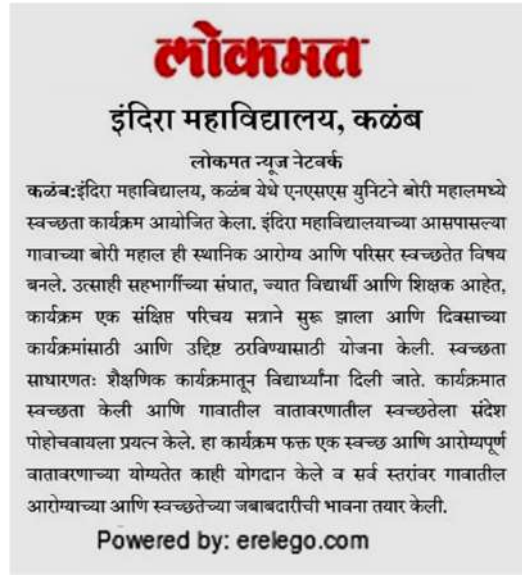 लोकमत
इंदिरा महाविद्यालय, कळंब
लोकमत न्यूज नेटवर्क
कळंब:इंदिरा महाविद्यालय, कळंब येथे एनएसएस युनिटने बोरी महालमध्ये
स्वच्छता कार्यक्रम आयोजित केला. इंदिरा महाविद्यालयाच्या आसपासल्या
गावाच्या बोरी महाल ही स्थानिक आरोग्य आणि परिसर स्वच्छतेत विषय
बनले. उत्साही सहभागींच्या संघात, ज्यात विद्यार्थी आणि शिक्षक आहेत,
कार्यक्रम एक संक्षिप्त परिचय सत्राने सुरू झाला आणि दिवसाच्या
कार्यक्रमांसाठी आणि उद्दिष्ट ठरविण्यासाठी योजना केली. स्वच्छता
साधारणतः शैक्षणिक कार्यक्रमातून विद्यार्थ्यांना दिली जाते. कार्यक्रमात
स्वच्छता केली आणि गावातील वातावरणातील स्वच्छतेला संदेश
पोहोचवायला प्रयत्न केले. हा कार्यक्रम फक्त एक स्वच्छ आणि आरोग्यपूर्ण
वातावरणाच्या योग्यतेत काही योगदान केले व सर्व स्तरांवर गावातील
आरोग्याच्या आणि स्वच्छतेच्या जबाबदारीची भावना तयार केली.
Powered by: erelego.com